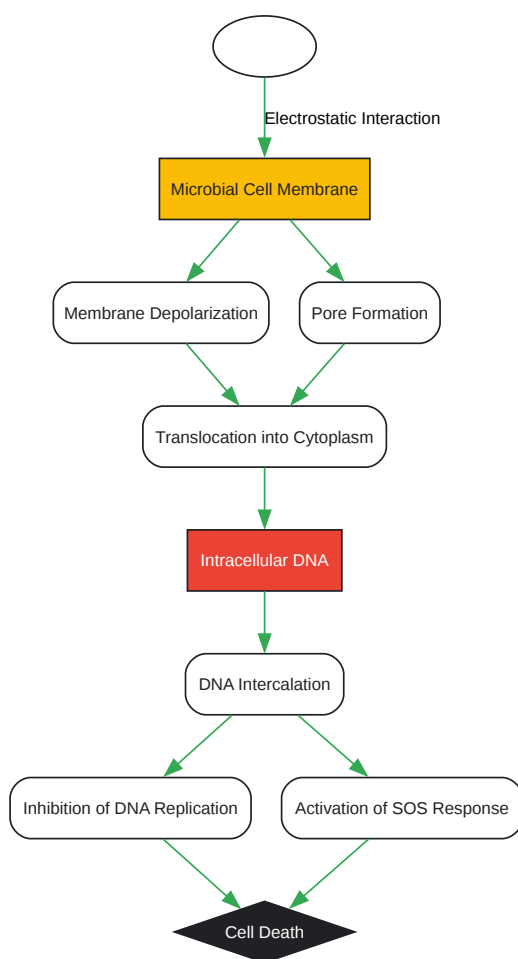 Electrostatic Interaction
Microbial Cell Membrane
Membrane Depolarization
Pore Formation
Translocation into Cytoplasm
Intracellular DNA
DNA Intercalation
Inhibition of DNA Replication
Activation of SOS Response
Cell Death